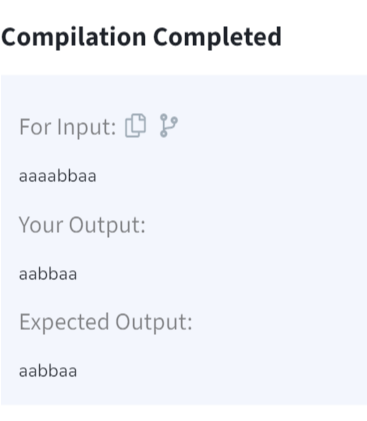 Compilation Completed
For Input:
aaaabbaa
Your Output:
aabbaa
Expected Output:
aabbaa